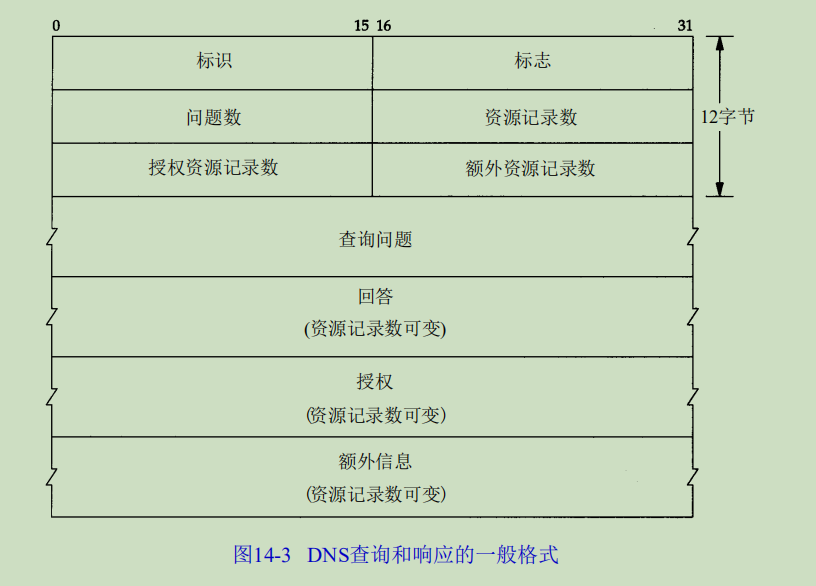 0 15 16 31
标识 标志
问题数 资源记录数 12字节
授权资源记录数 额外资源记录数
查询问题
回答
(资源记录数可变)
授权
(资源记录数可变)
额外信息
(资源记录数可变)
图14-3 DNS查询和响应的一般格式